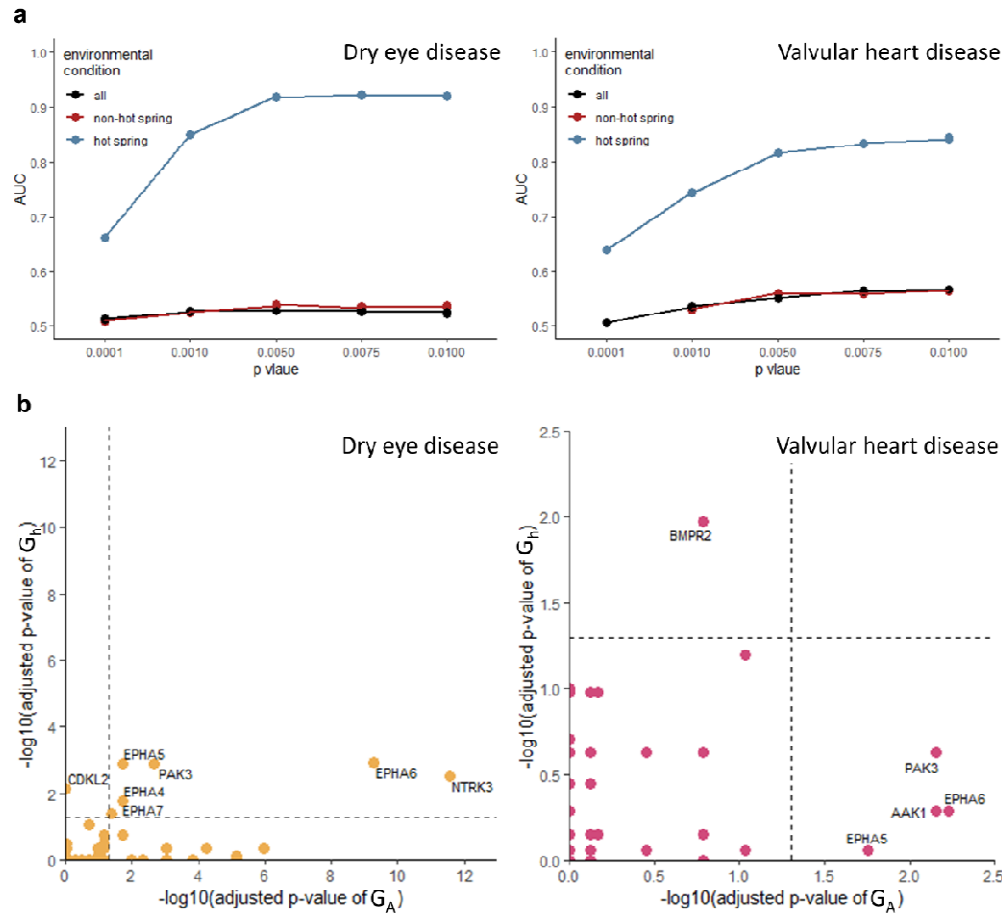 a
Dry eye disease
environmental
condition
all
non-hot spring
hot spring
AUC
1.0
0.9
0.8
0.7
0.6
0.5
0.0001 0.0010 0.0050 0.0075 0.0100
p vlaue
Valvular heart disease
environmental
condition
all
non-hot spring
hot spring
AUC
1.0
0.9
0.8
0.7
0.6
0.5
0.0001 0.0010 0.0050 0.0075 0.0100
p vlaue
b
Dry eye disease
-log10(adjusted p-value of Gh)
12
10
8
6
4
2
0
EPHA5
CDKL2
PAK3
EPHA6
NTRK3
EPHA4
EPHA7
0 2 4 6 8 10 12
-log10(adjusted p-value of GA)
Valvular heart disease
-log10(adjusted p-value of Gh)
2.5
2.0
1.5
1.0
0.5
0.0
BMPR2
PAK3
EPHA6
AAK1
EPHA5
0.0 0.5 1.0 1.5 2.0 2.5
-log10(adjusted p-value of GA)